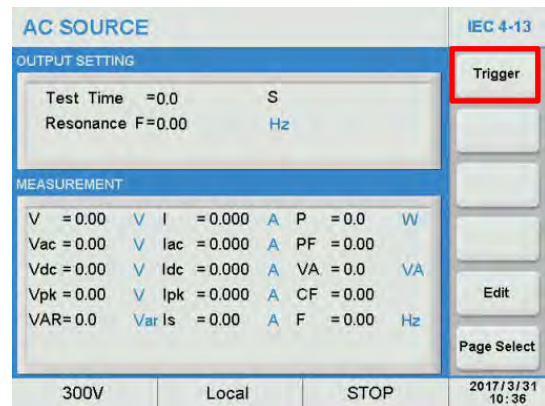 AC SOURCE
IEC 4-13
OUTPUT SETTING
Trigger
Test Time =0.0 S
Resonance F=0.00 Hz
MEASUREMENT
V = 0.00 V I = 0.000 A P = 0.0 W
Vac = 0.00 V Iac = 0.000 A PF = 0.00
Vdc = 0.00 V Idc = 0.000 A VA = 0.0 VA
Vpk = 0.00 V Ipk = 0.000 A CF = 0.00
VAR= 0.0 Var Is = 0.00 A F = 0.00 Hz
Edit
Page Select
300V Local STOP
2017/3/31
10:36